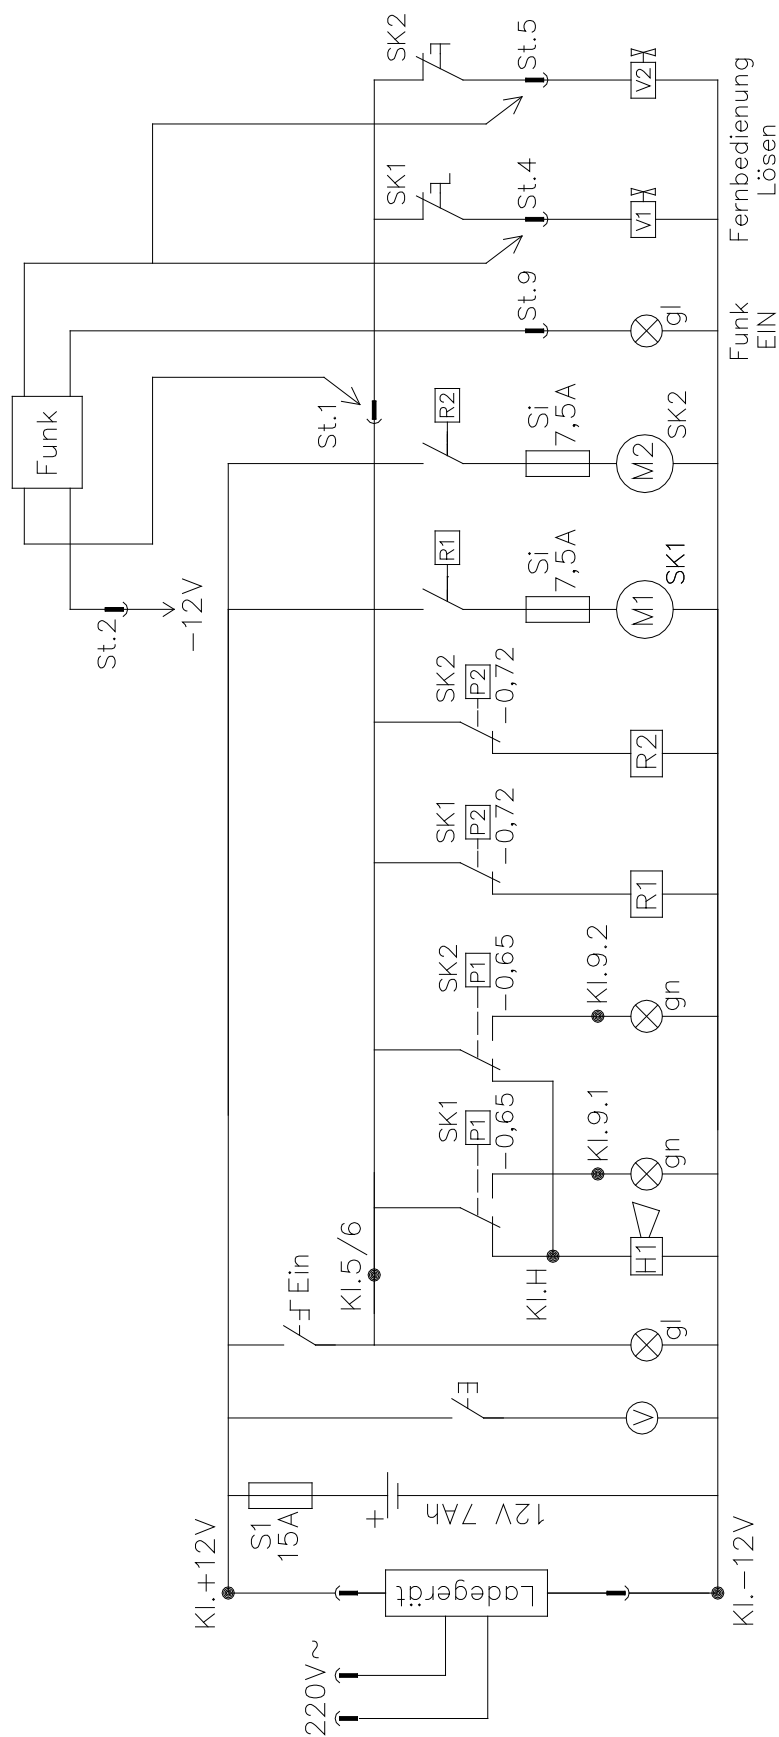 220V~
Kl.+12V
Ladegerät
Kl.-12V
S1
15A
+
12V 7Ah
E
V
Ein
gl
Kl.5/6
Kl.H
H1
SK1
P1
-0,65
Kl.9.1
gn
SK2
P1
-0,65
Kl.9.2
gn
SK1
P2
-0,72
R1
SK2
P2
-0,72
R2
St.2
-12V
Funk
R1
Si
7,5A
M1
SK1
R2
Si
7,5A
M2
SK2
St.1
St.9
gl
Funk
EIN
SK1
St.4
V1
SK2
St.5
V2
Fernbedienung
Lösen